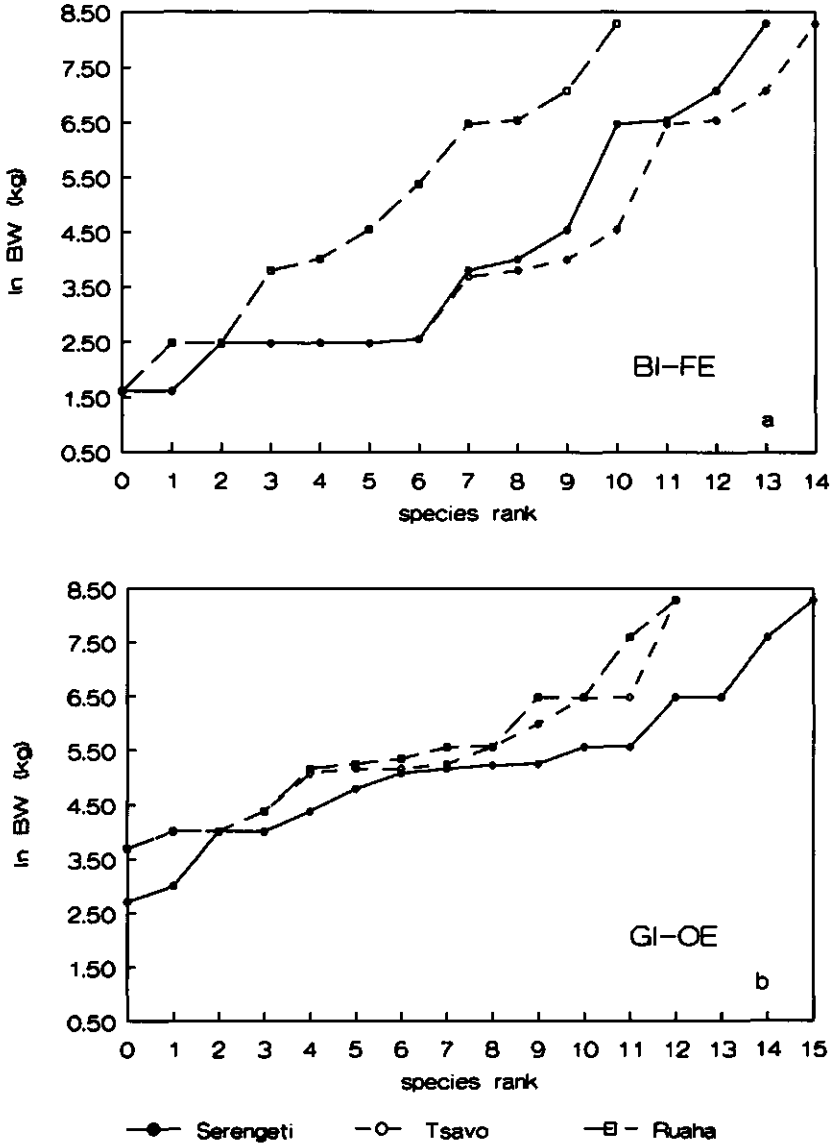 8.50
7.50
6.50
5.50
4.50
3.50
2.50
1.50
0.50
ln BW (kg)
BI-FE
a
0 1 2 3 4 5 6 7 8 9 10 11 12 13 14
species rank
8.50
7.50
6.50
5.50
4.50
3.50
2.50
1.50
0.50
ln BW (kg)
GI-OE
b
0 1 2 3 4 5 6 7 8 9 10 11 12 13 14 15
species rank
Serengeti Tsavo Ruaha